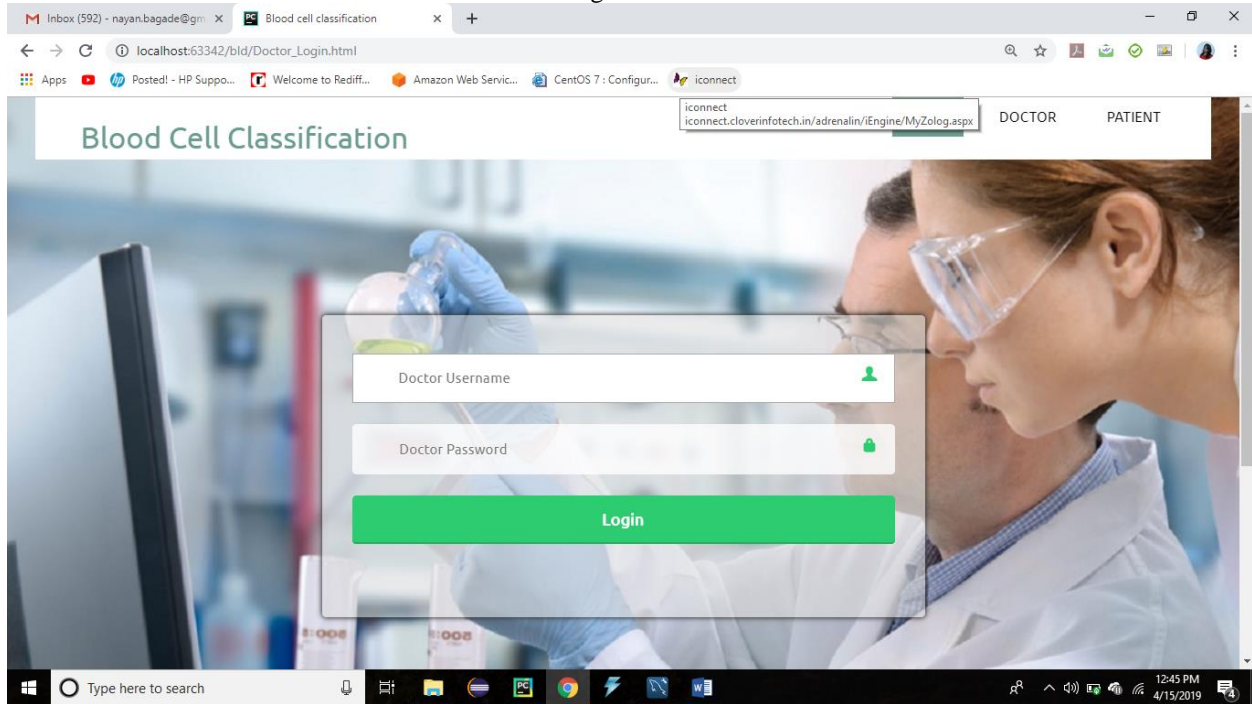 Inbox (592) - nayan.bagade@gm
Blood cell classification
localhost:63342/bld/Doctor_Login.html
Apps
Posted! - HP Suppo...
Welcome to Rediff...
Amazon Web Servic...
CentOS 7 : Configur...
iconnect
iconnect
iconnect.cloverinfotech.in/adrenalin/iEngine/MyZolog.aspx
Blood Cell Classification
DOCTOR
PATIENT
Doctor Username
Doctor Password
Login
Type here to search
12:45 PM
4/15/2019